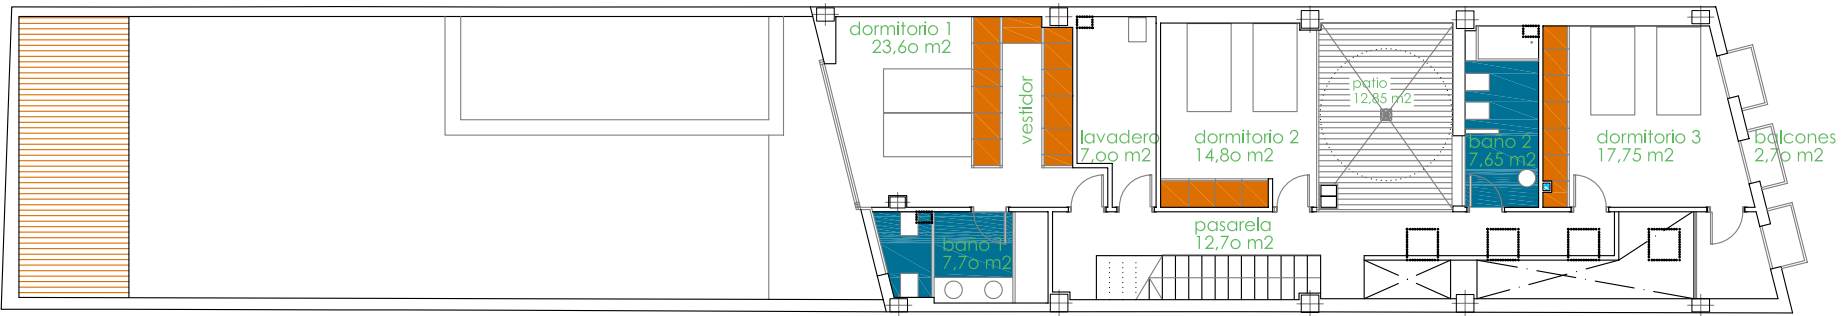 dormitorio 1
23,60 m2
vestidor
lavadero
7,00 m2
dormitorio 2
14,80 m2
patio
12,85 m2
baño 2
7,65 m2
dormitorio 3
17,75 m2
balcones
2,70 m2
baño 1
7,70 m2
pasarela
12,70 m2